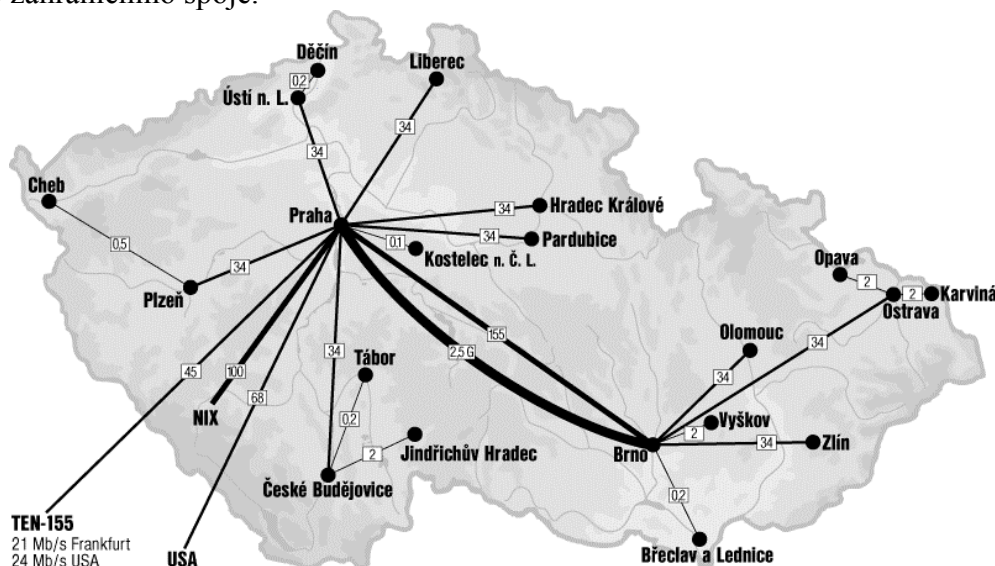 zahraničního spoje.
Děčín
Liberec
0,2
Ústí n. L.
34
34
Cheb
Praha
34
Hradec Králové
34
Pardubice
0,1
Kostelec n. Č. L.
0,5
34
Plzeň
Opava
2
2
Karviná
Ostrava
155
Olomouc
34
2,5 G
34
Tábor
45
100
68
34
NIX
0,2
Vyškov
2
34
Zlín
Jindřichův Hradec
2
Brno
České Budějovice
0,2
TEN-155
21 Mb/s Frankfurt
24 Mb/s USA
USA
Břeclav a Lednice